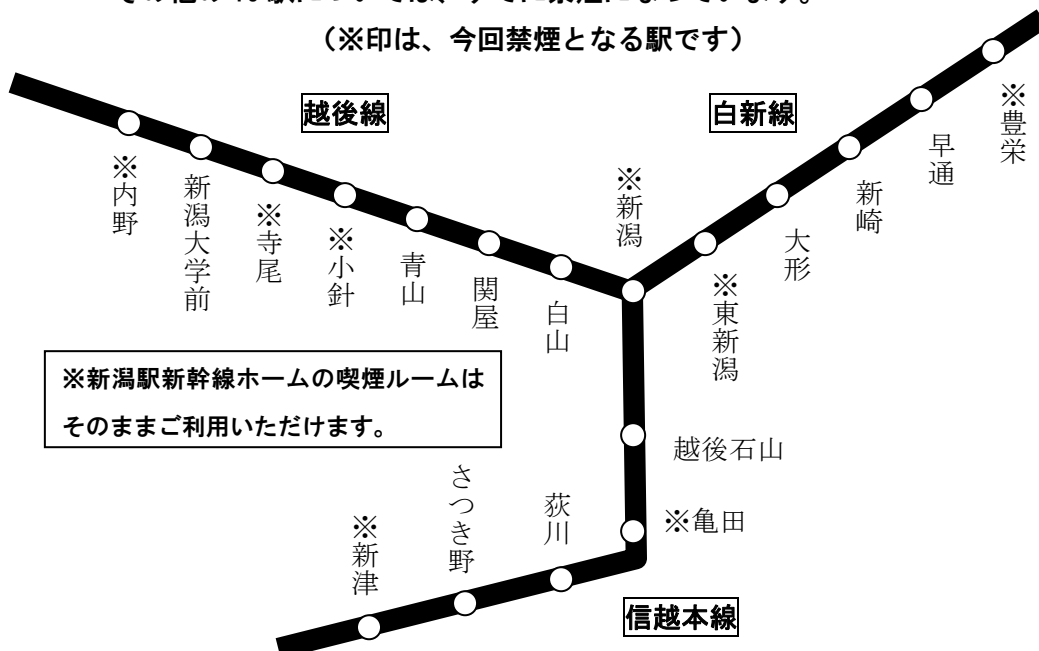 （※印は、今回禁煙となる駅です）
越後線
白新線
※内野
新潟大学前
※寺尾
※小針
青山
関屋
白山
※新潟
※東新潟
大形
新崎
早通
※豊栄
※新潟駅新幹線ホームの喫煙ルームは
そのままご利用いただけます。
越後石山
※亀田
荻川
さつき野
※新津
信越本線